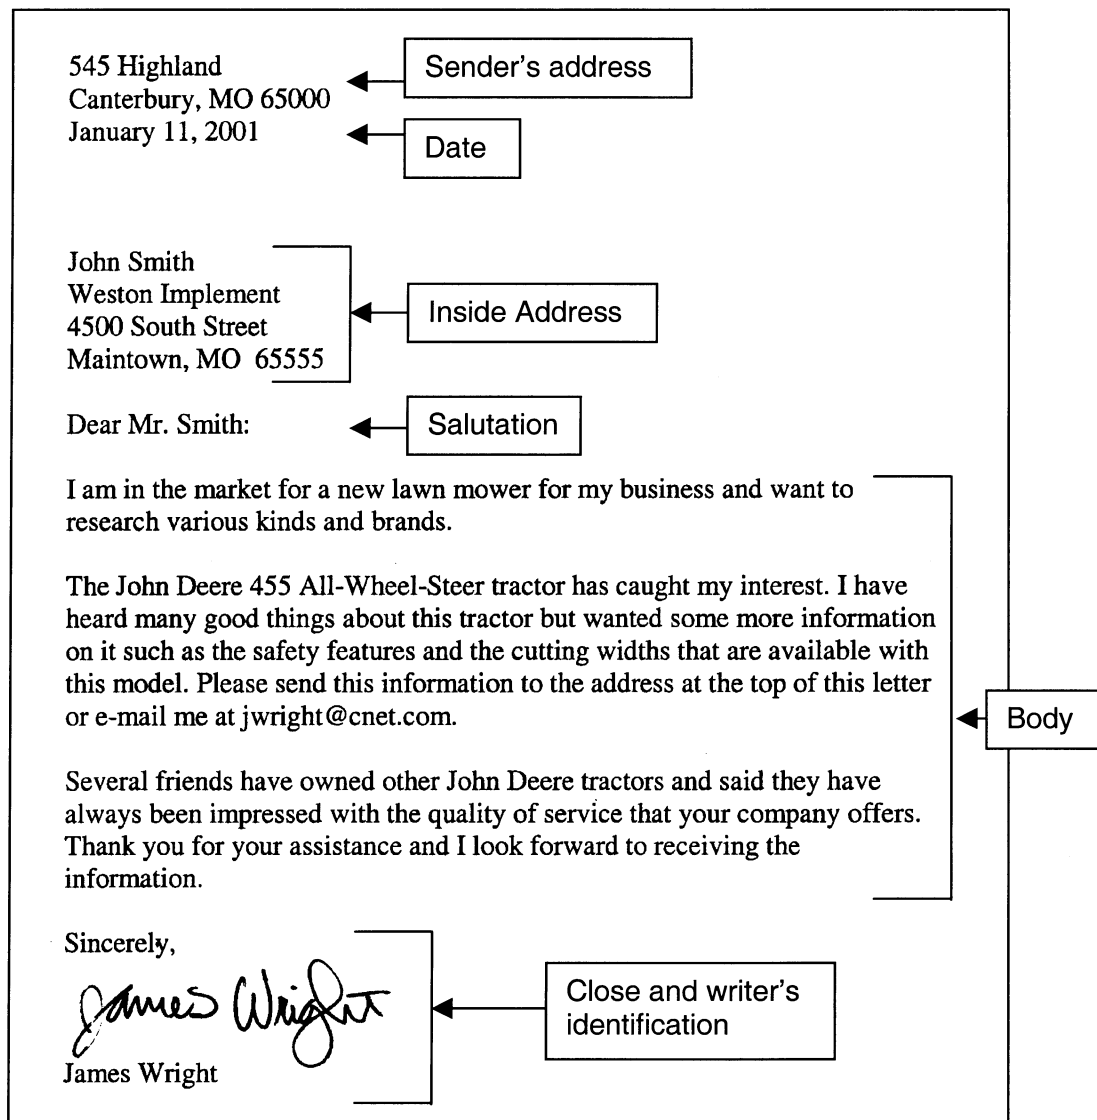 545 Highland
Sender's address
Canterbury, MO 65000
January 11, 2001
Date
John Smith
Weston Implement
4500 South Street
Maintown, MO  65555
Inside Address
Dear Mr. Smith:
Salutation
I am in the market for a new lawn mower for my business and want to
research various kinds and brands.
The John Deere 455 All-Wheel-Steer tractor has caught my interest. I have
heard many good things about this tractor but wanted some more information
on it such as the safety features and the cutting widths that are available with
this model. Please send this information to the address at the top of this letter
or e-mail me at jwright@cnet.com.
Body
Several friends have owned other John Deere tractors and said they have
always been impressed with the quality of service that your company offers.
Thank you for your assistance and I look forward to receiving the
information.
Sincerely,
James Wright
Close and writer's
identification
James Wright